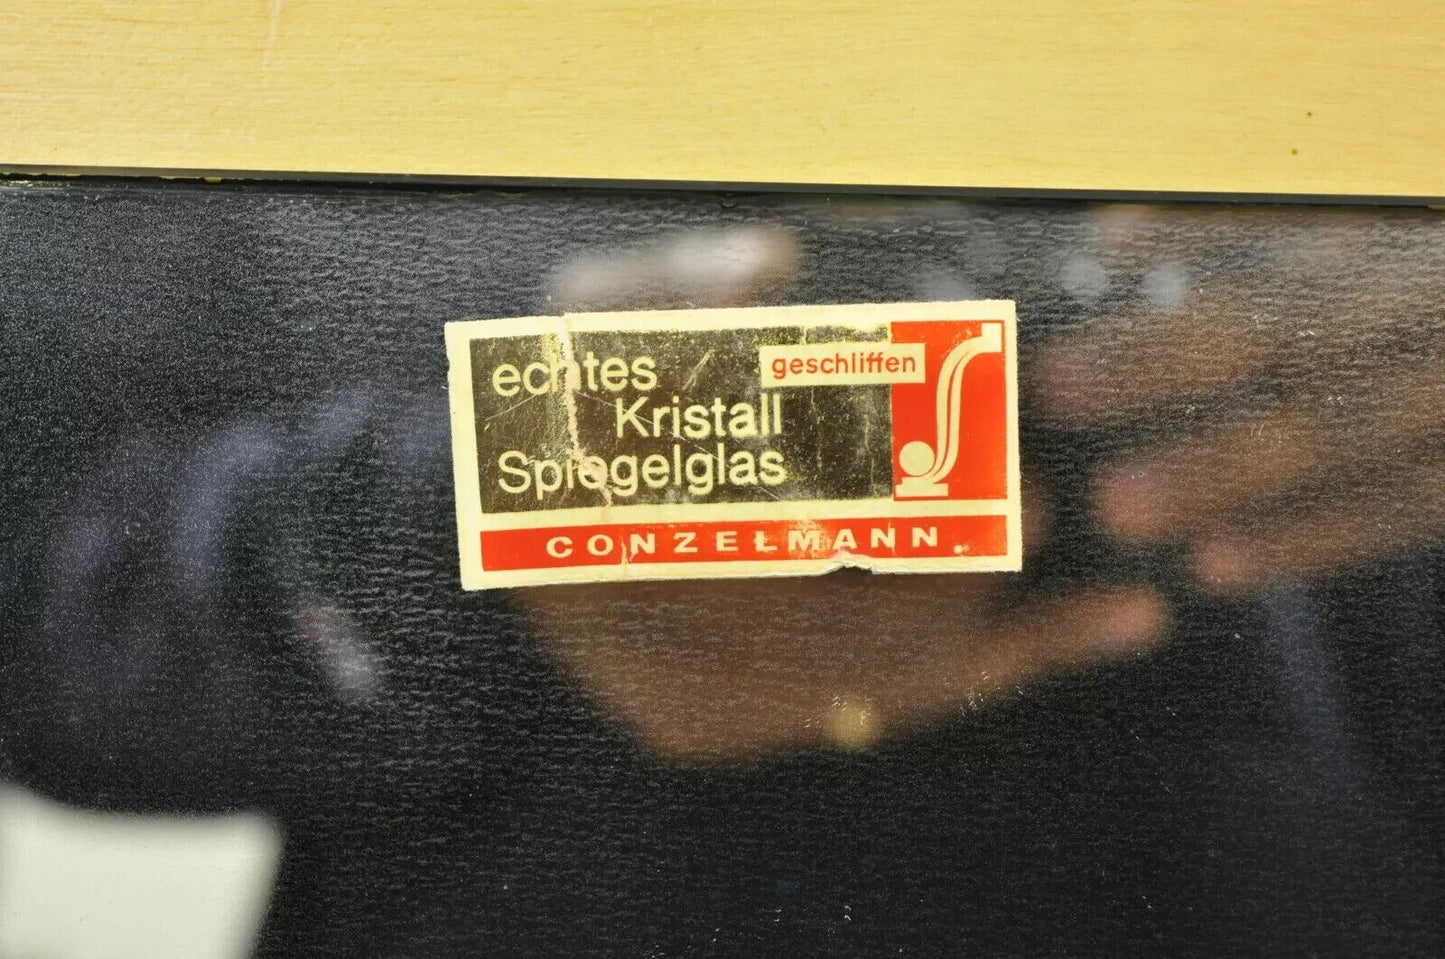 echtes
geschliffen
Kristall
Spiegelglas
CONZELMANN